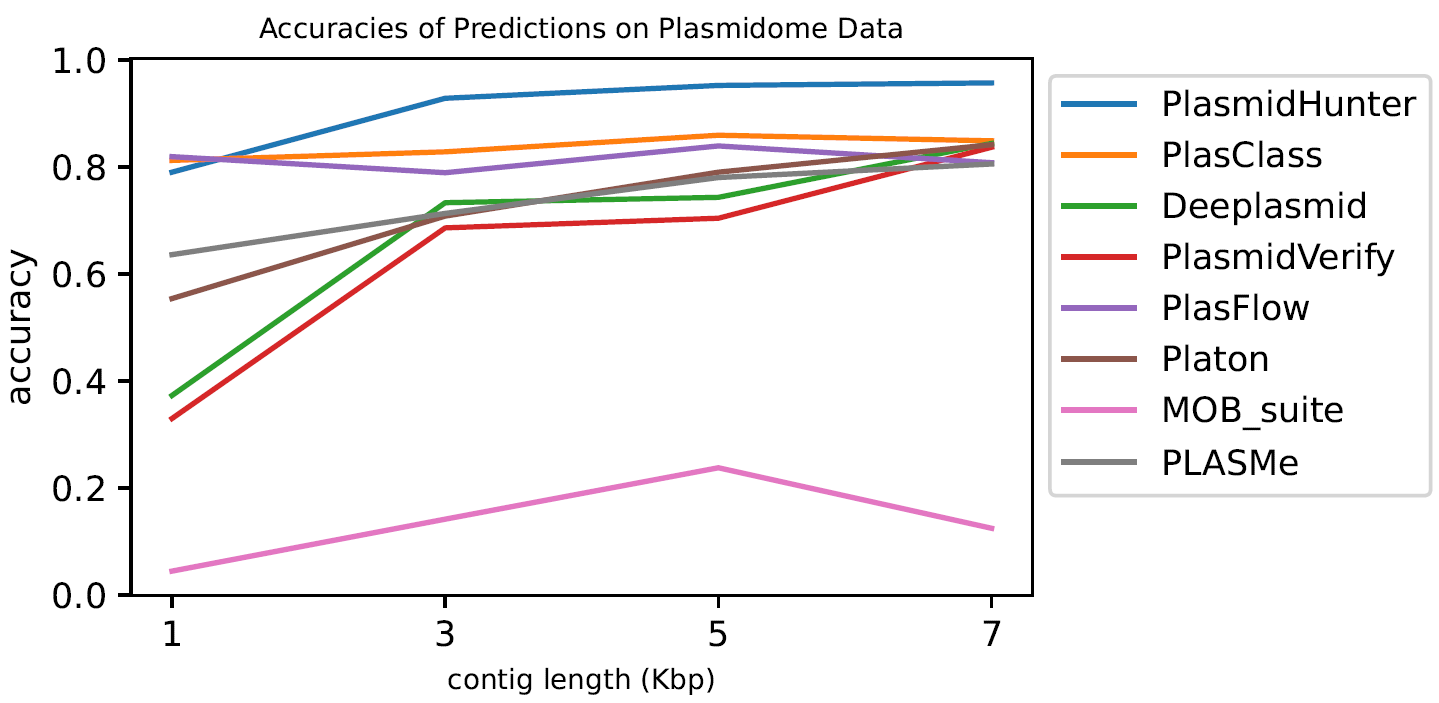 Accuracies of Predictions on Plasmidome Data
1.0
0.8
0.6
0.4
0.2
0.0
accuracy
1 3 5 7
contig length (Kbp)
PlasmidHunter
PlasClass
Deeplasmid
PlasmidVerify
PlasFlow
Platon
MOB_suite
PLASMe